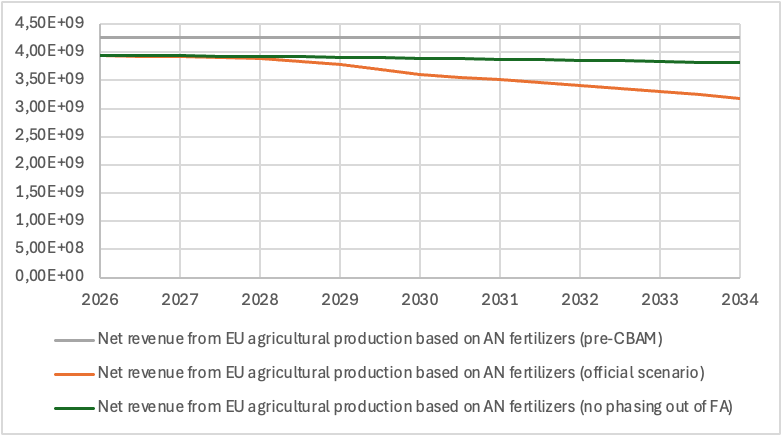 4,50E+09
4,00E+09
3,50E+09
3,00E+09
2,50E+09
2,00E+09
1,50E+09
1,00E+09
5,00E+08
0,00E+00
2026 2027 2028 2029 2030 2031 2032 2033 2034
Net revenue from EU agricultural production based on AN fertilizers (pre-CBAM)
Net revenue from EU agricultural production based on AN fertilizers (official scenario)
Net revenue from EU agricultural production based on AN fertilizers (no phasing out of FA)